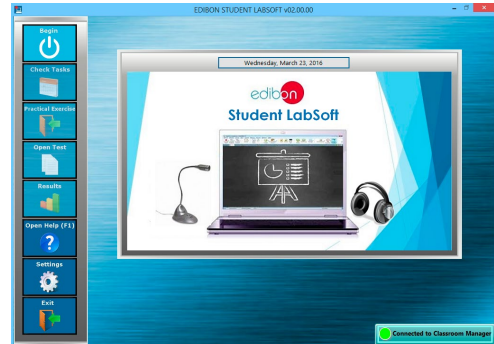 EDIBON STUDENT LABSOFT v02.00.00
Begin
Check Tasks
Practical Exercise
Open Test
Results
Open Help (F1)
Settings
Exit
Wednesday, March 23, 2016
edibon
Student LabSoft
Connected to Classroom Manager